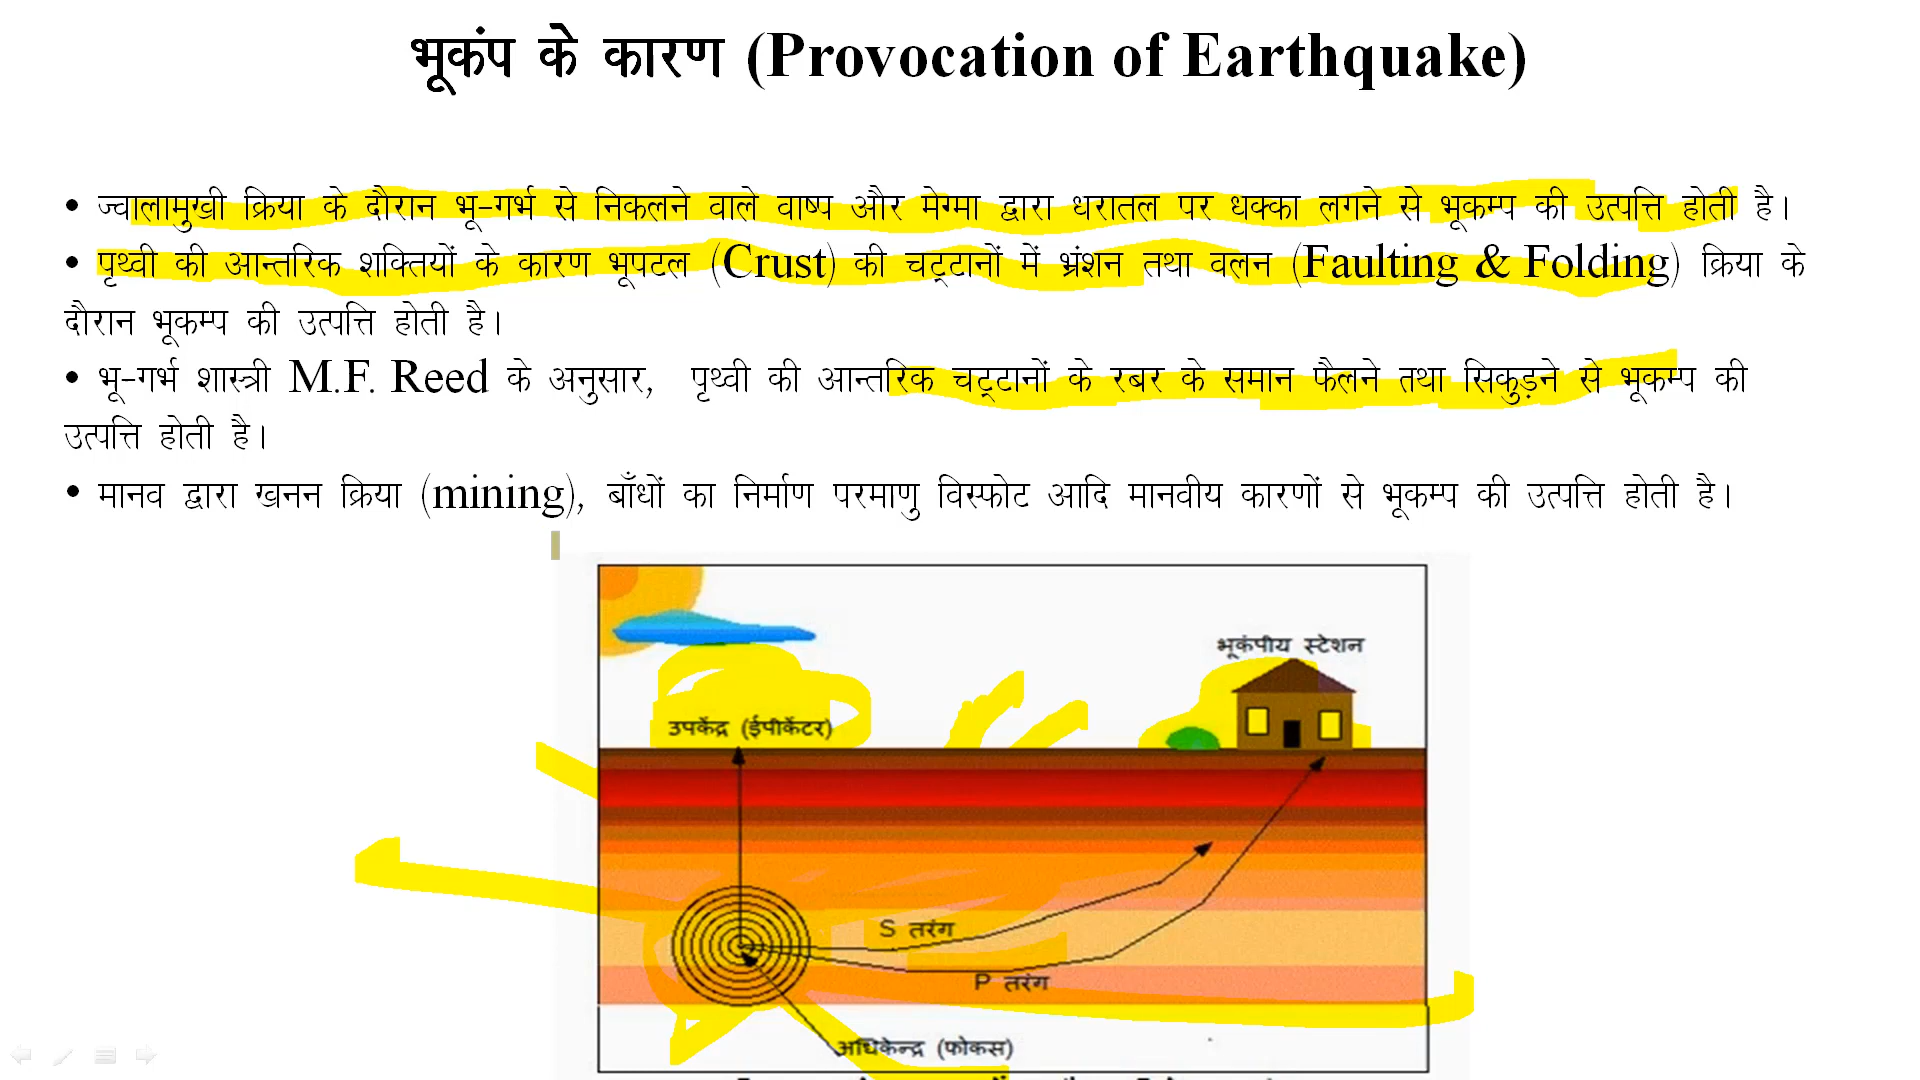 भूकंप के कारण (Provocation of Earthquake)
• ज्वालामुखी क्रिया के दौरान भू-गर्भ से निकलने वाले वाष्प और मेग्मा द्वारा धरातल पर धक्का लगने से भूकम्प की उत्पत्ति होती है।
• पृथ्वी की आन्तरिक शक्तियों के कारण भूपटल (Crust) की चट्टानों में भ्रंशन तथा वलन (Faulting & Folding) क्रिया के
दौरान भूकम्प की उत्पत्ति होती है।
• भू-गर्भ शास्त्री M.F. Reed के अनुसार, पृथ्वी की आन्तरिक चट्टानों के रबर के समान फैलने तथा सिकुड़ने से भूकम्प की
उत्पत्ति होती है।
• मानव द्वारा खनन क्रिया (mining), बाँधों का निर्माण परमाणु विस्फोट आदि मानवीय कारणों से भूकम्प की उत्पत्ति होती है।
भूकंपीय स्टेशन
उपकेंद्र (ईपीकेंटर)
S तरंग
P तरंग
अधिकेन्द्र (फोकस)